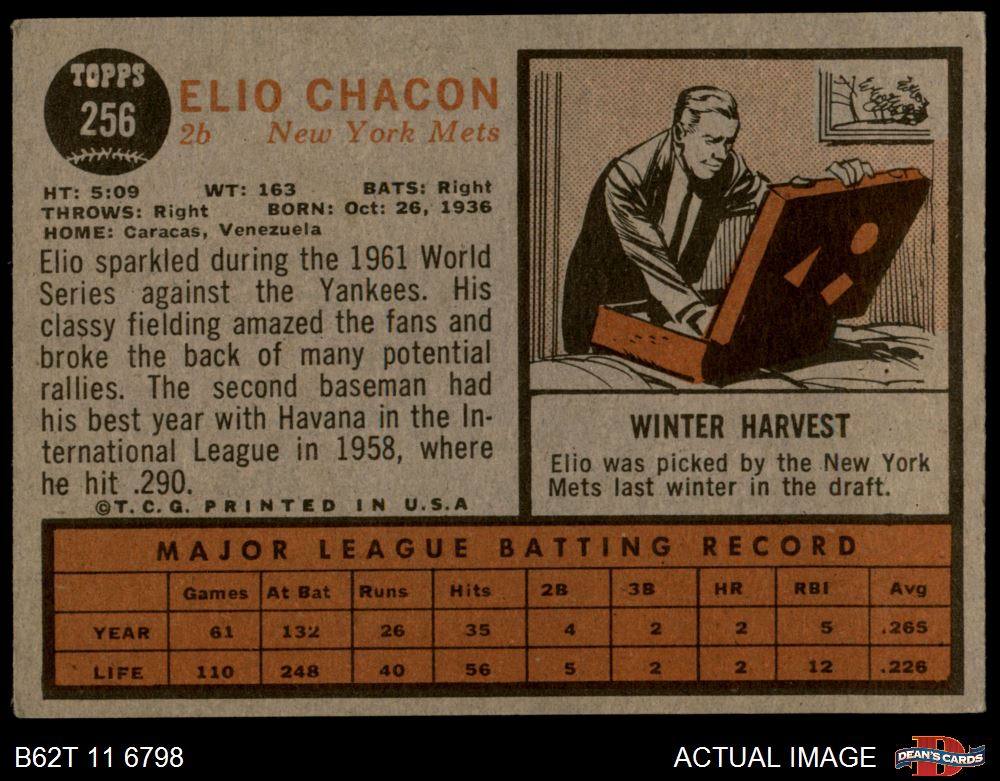 TOPPS
256
ELIO CHACON
2b New York Mets
HT: 5:09 WT: 163 BATS: Right
THROWS: Right BORN: Oct: 26, 1936
HOME: Caracas, Venezuela
Elio sparkled during the 1961 World
Series against the Yankees. His
classy fielding amazed the fans and
broke the back of many potential
rallies. The second baseman had
his best year with Havana in the In-
ternational League in 1958, where
he hit .290.
©T.C.G. PRINTED IN U.S.A
WINTER HARVEST
Elio was picked by the New York
Mets last winter in the draft.
MAJOR LEAGUE BATTING RECORD
Games At Bat Runs Hits 2B 3B HR RBI Avg
YEAR 61 132 26 35 4 2 2 5 .265
LIFE 110 248 40 56 5 2 2 12 .226
B62T 11 6798
ACTUAL IMAGE
D
DEAN'S CARDS